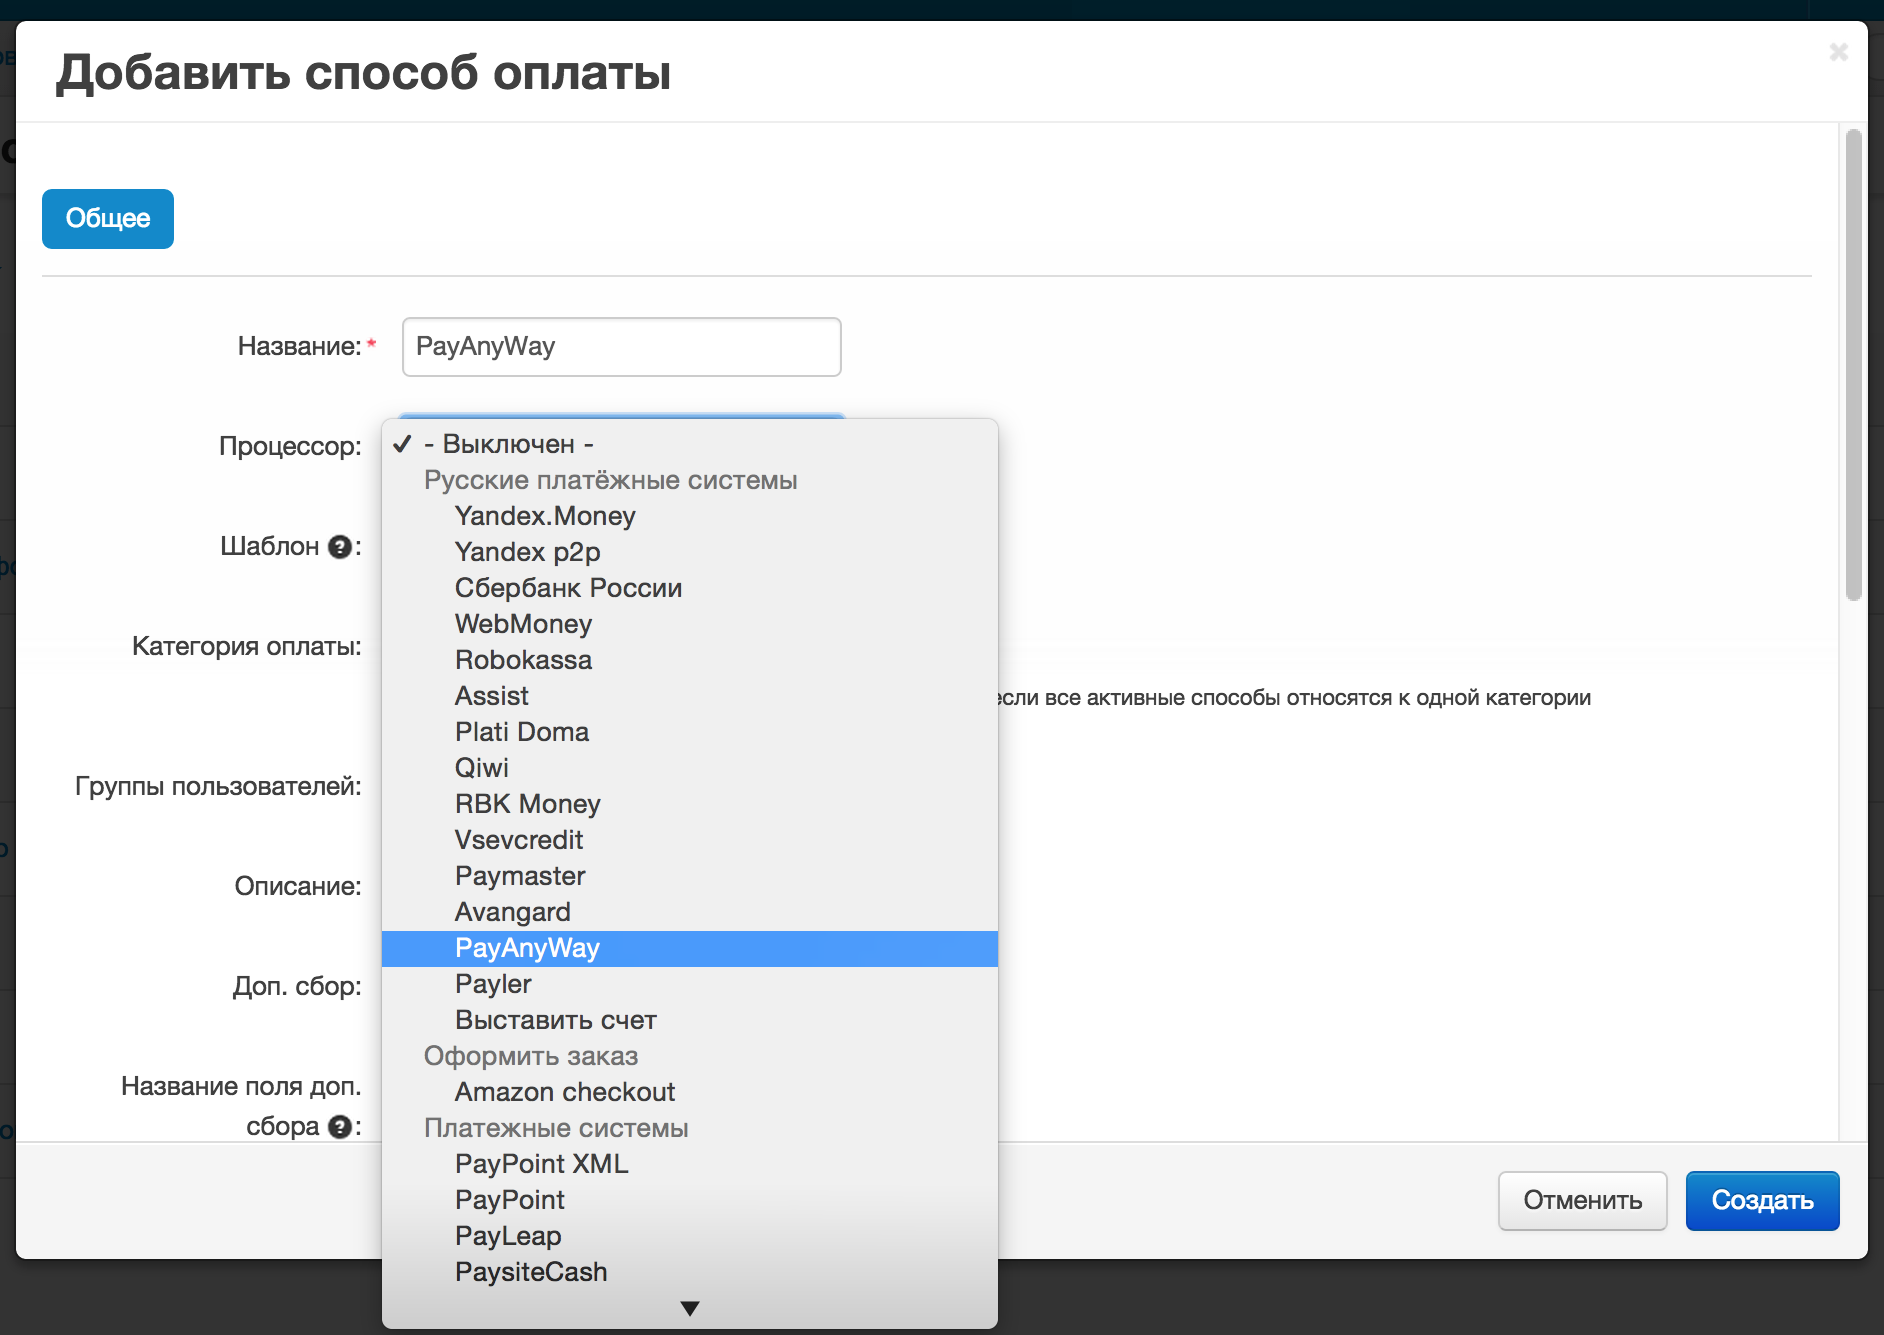 Добавить способ оплаты
Общее
Название:*
PayAnyWay
Процессор:
✓ - Выключен -
Русские платёжные системы
Yandex.Money
Yandex p2p
Сбербанк России
WebMoney
Robokassa
Assist
Plati Doma
Qiwi
RBK Money
Vsevcredit
Paymaster
Avangard
PayAnyWay
Payler
Выставить счет
Оформить заказ
Amazon checkout
Платежные системы
PayPoint XML
PayPoint
PayLeap
PaysiteCash
Шаблон ?:
Категория оплаты:
если все активные способы относятся к одной категории
Группы пользователей:
Описание:
Доп. сбор:
Название поля доп.
сбора ?:
Отменить
Создать